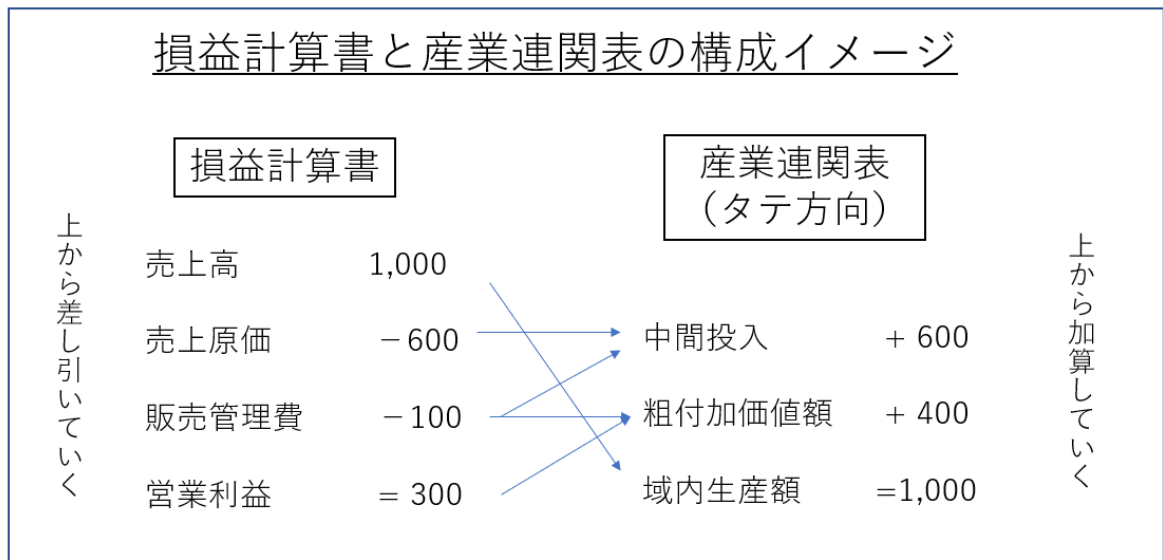 損益計算書と産業連関表の構成イメージ
損益計算書
産業連関表
（タテ方向）
上から差し引いていく
売上高 1,000
売上原価 －600
販売管理費 －100
営業利益 ＝300
中間投入 + 600
粗付加価値額 + 400
域内生産額 =1,000
上から加算していく